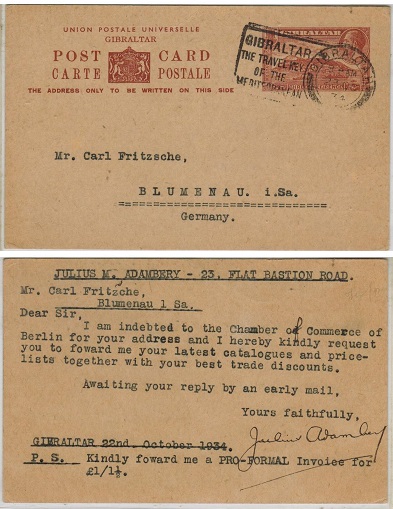 UNION POSTALE UNIVERSELLE
GIBRALTAR
POST CARD
CARTE POSTALE
THE ADDRESS ONLY TO BE WRITTEN ON THIS SIDE
GIBRALTAR
GIBRALTAR
THE TRAVEL KEY
OF THE
MEDITERRANEAN
Mr. Carl Fritzsche,
BLUMENAU i.Sa.
Germany.
JULIUS M. ADAMBERY - 23. FLAT BASTION ROAD.
Mr. Carl Fritzche,
Blumenau l Sa.
Dear Sir,
I am indebted to the Chamber of Commerce of
Berlin for your address and I hereby kindly request
you to foward me your latest catalogues and price-
lists together with your best trade discounts.
Awaiting your reply by an early mail,
Yours faithfully,
Julius Adambery
GIBRALTAR 22nd. October 1934.
P. S. Kindly foward me a PRO-FORMAL Invoice for
£1/1½.